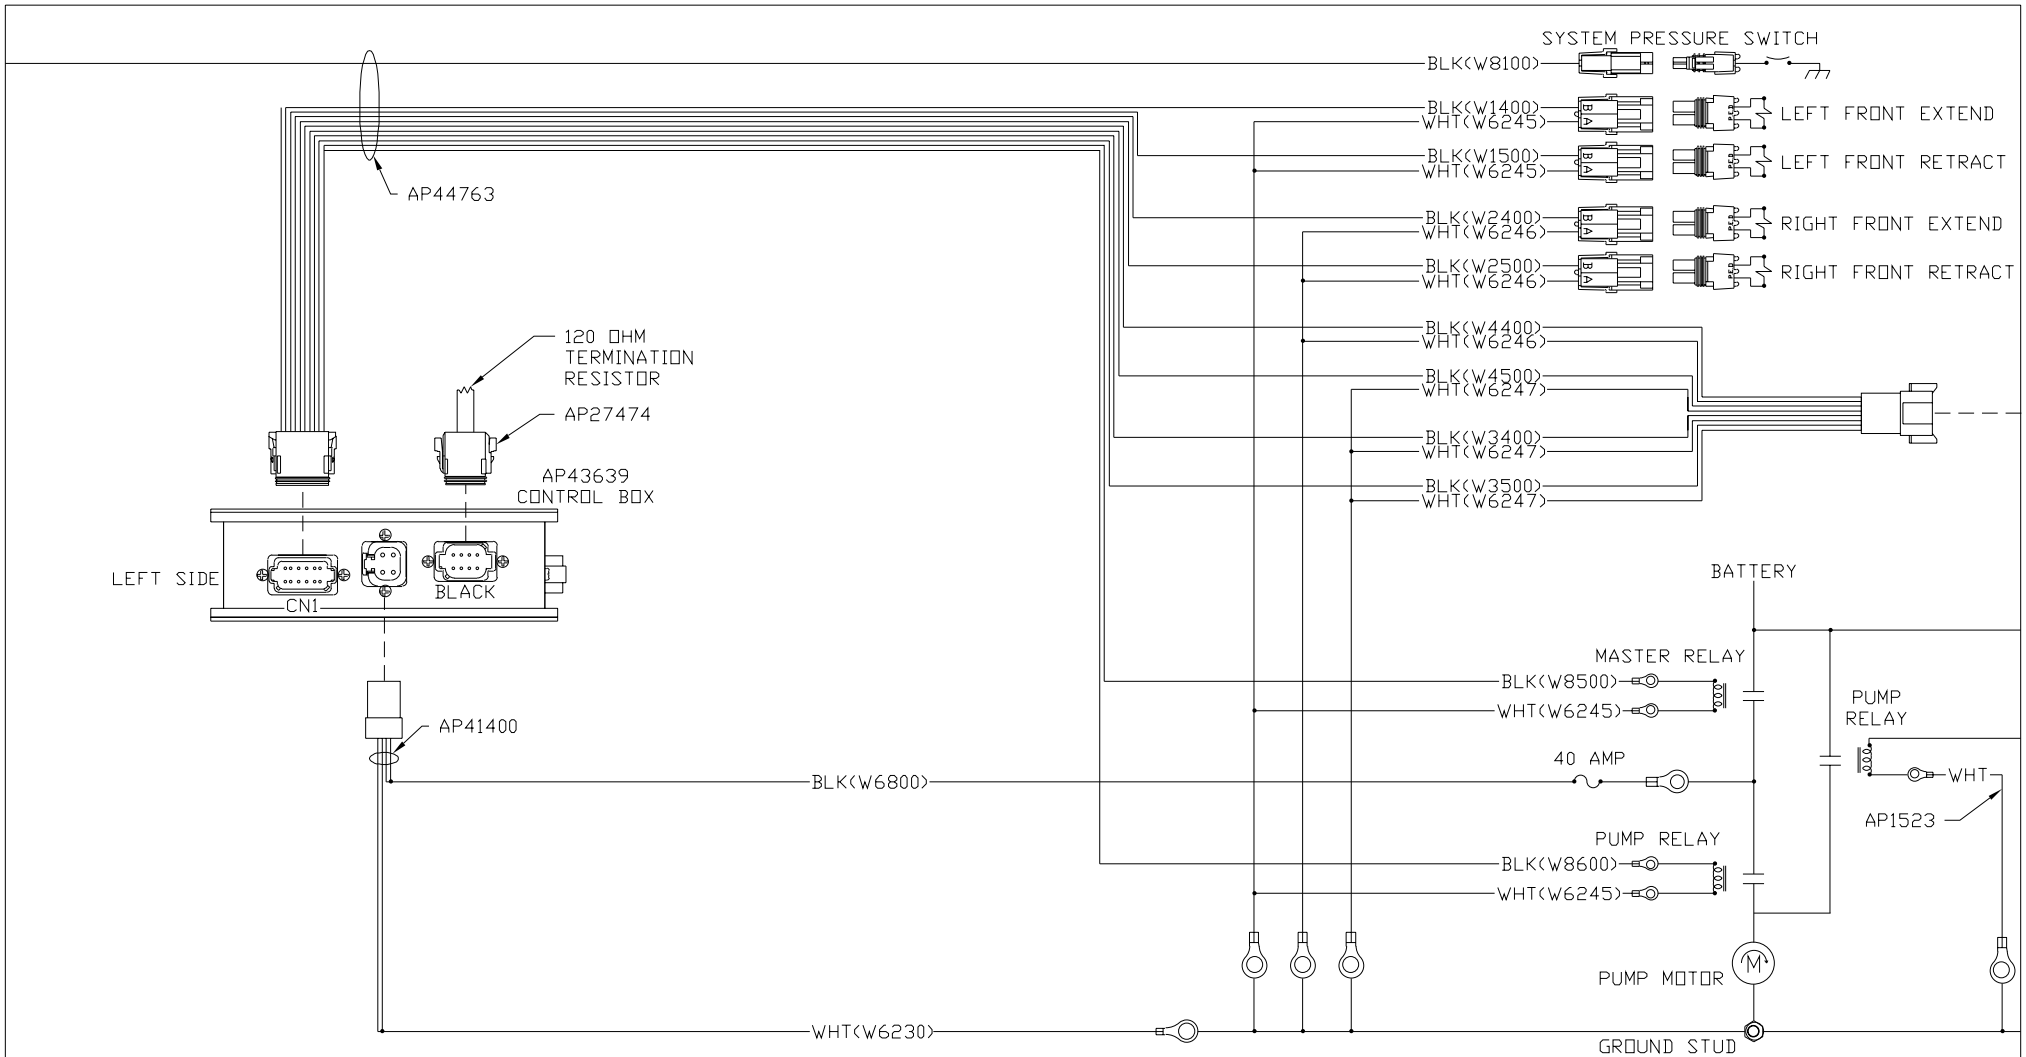 SYSTEM PRESSURE SWITCH
BLK(W8100)
BLK(W1400)
B
A
PED
LEFT FRONT EXTEND
WHT(W6245)
BLK(W1500)
B
A
PED
LEFT FRONT RETRACT
WHT(W6245)
AP44763
BLK(W2400)
B
A
PED
RIGHT FRONT EXTEND
WHT(W6246)
BLK(W2500)
B
A
PED
RIGHT FRONT RETRACT
WHT(W6246)
BLK(W4400)
WHT(W6246)
120 OHM
TERMINATION
RESISTOR
BLK(W4500)
WHT(W6247)
AP27474
BLK(W3400)
WHT(W6247)
AP43639
CONTROL BOX
BLK(W3500)
WHT(W6247)
LEFT SIDE
CN1
BLACK
BATTERY
MASTER RELAY
BLK(W8500)
WHT(W6245)
PUMP
RELAY
AP41400
40 AMP
BLK(W6800)
WHT
AP1523
PUMP RELAY
BLK(W8600)
WHT(W6245)
M
PUMP MOTOR
WHT(W6230)
GROUND STUD